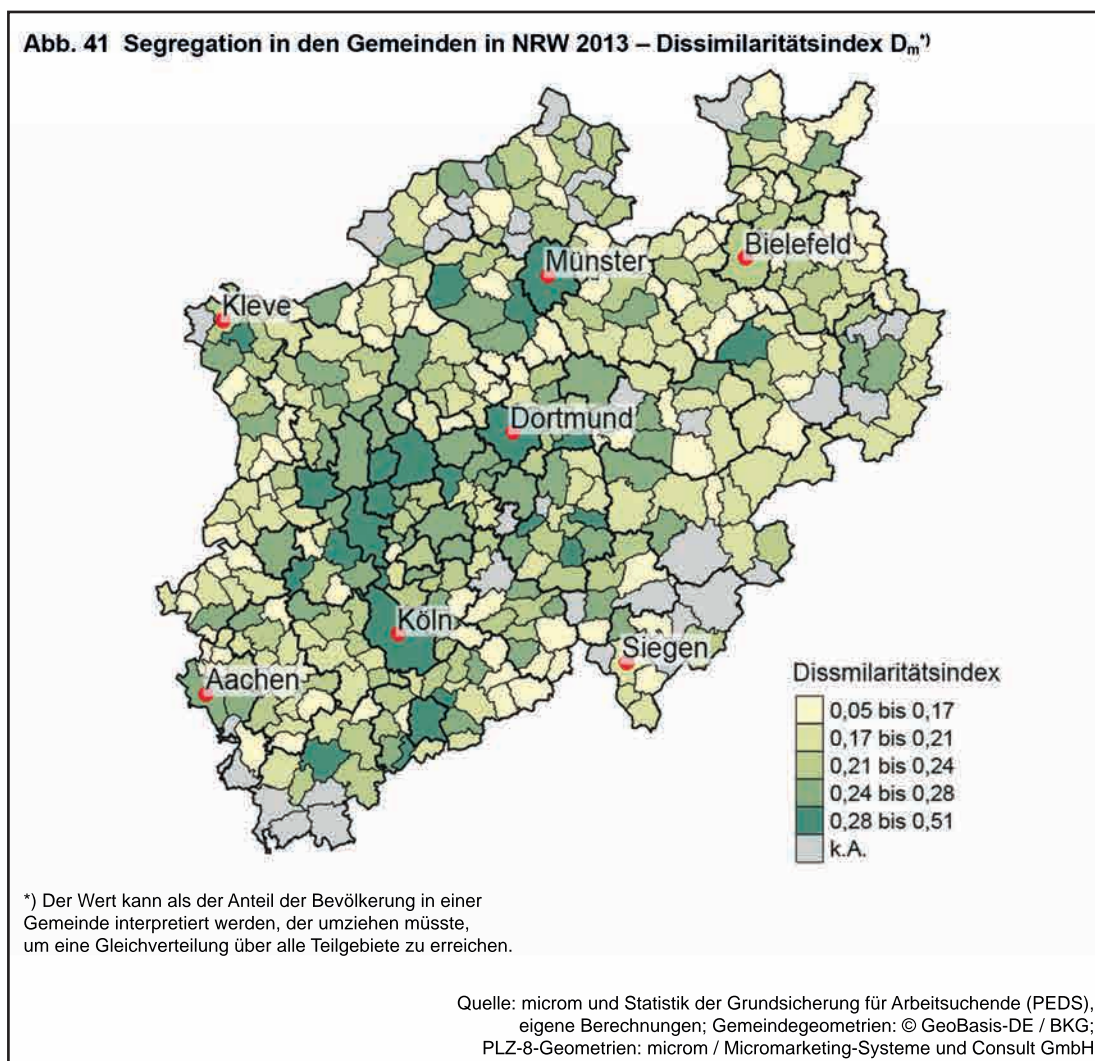 Abb. 41 Segregation in den Gemeinden in NRW 2013 – Dissimilaritätsindex Dm*)
Bielefeld
Münster
Kleve
Dortmund
Köln
Siegen
Aachen
Dissmilaritätsindex
0,05 bis 0,17
0,17 bis 0,21
0,21 bis 0,24
0,24 bis 0,28
0,28 bis 0,51
k.A.
*) Der Wert kann als der Anteil der Bevölkerung in einer
Gemeinde interpretiert werden, der umziehen müsste,
um eine Gleichverteilung über alle Teilgebiete zu erreichen.
Quelle: microm und Statistik der Grundsicherung für Arbeitsuchende (PEDS),
eigene Berechnungen; Gemeindegeometrien: © GeoBasis-DE / BKG;
PLZ-8-Geometrien: microm / Micromarketing-Systeme und Consult GmbH